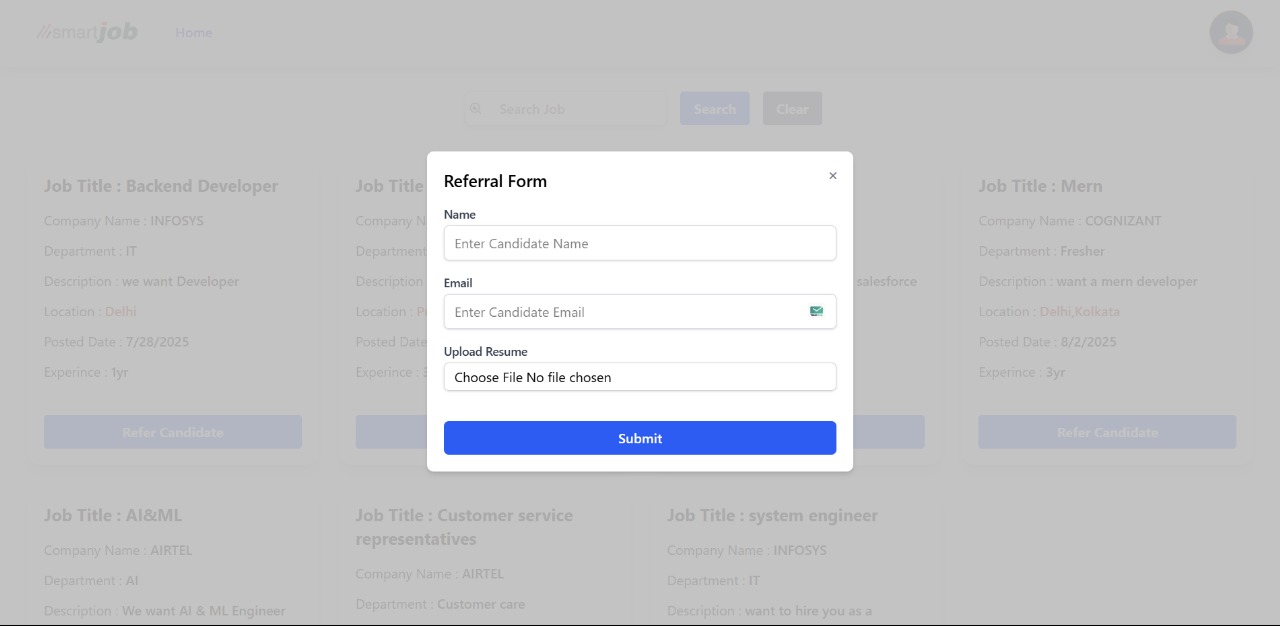 //smartjob
Home
Search Job
Search
Clear
Referral Form
×
Name
Enter Candidate Name
Email
Enter Candidate Email
Upload Resume
Choose File No file chosen
Submit
Job Title : Backend Developer
Company Name : INFOSYS
Department : IT
Description : we want Developer
Location : Delhi
Posted Date : 7/28/2025
Experince : 1yr
Refer Candidate
Job Title
Company N
Department
Description :
Location :
Posted Date :
Experince :
salesforce
Job Title : Mern
Company Name : COGNIZANT
Department : Fresher
Description : want a mern developer
Location : Delhi,Kolkata
Posted Date : 8/2/2025
Experince : 3yr
Refer Candidate
Job Title : AI&ML
Company Name : AIRTEL
Department : AI
Description : We want AI & ML Engineer
Job Title : Customer service
representatives
Company Name : AIRTEL
Department : Customer care
Job Title : system engineer
Company Name : INFOSYS
Department : IT
Description : want to hire you as a